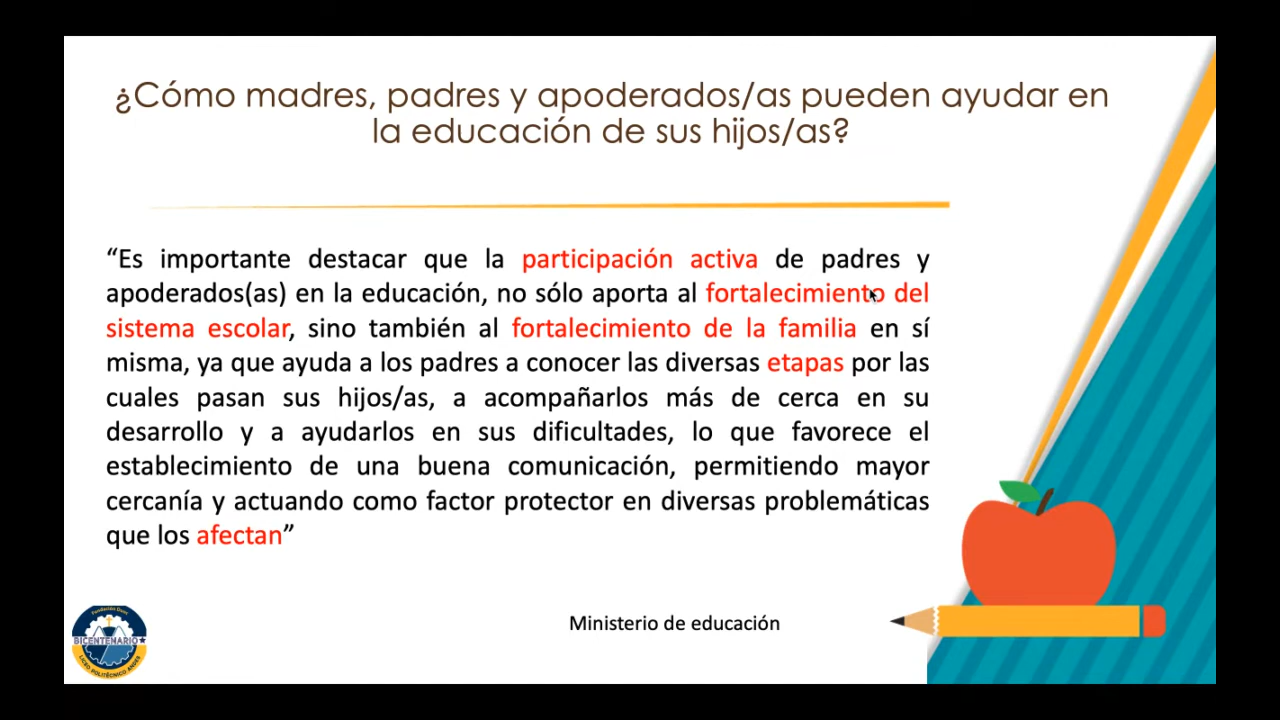 ¿Cómo madres, padres y apoderados/as pueden ayudar en
la educación de sus hijos/as?
“Es importante destacar que la participación activa de padres y
apoderados(as) en la educación, no sólo aporta al fortalecimiento del
sistema escolar, sino también al fortalecimiento de la familia en sí
misma, ya que ayuda a los padres a conocer las diversas etapas por las
cuales pasan sus hijos/as, a acompañarlos más de cerca en su
desarrollo y a ayudarlos en sus dificultades, lo que favorece el
establecimiento de una buena comunicación, permitiendo mayor
cercanía y actuando como factor protector en diversas problemáticas
que los afectan”
Ministerio de educación
Fundación Duoc
BICENTENARIO
LICEO POLITÉCNICO ANDES